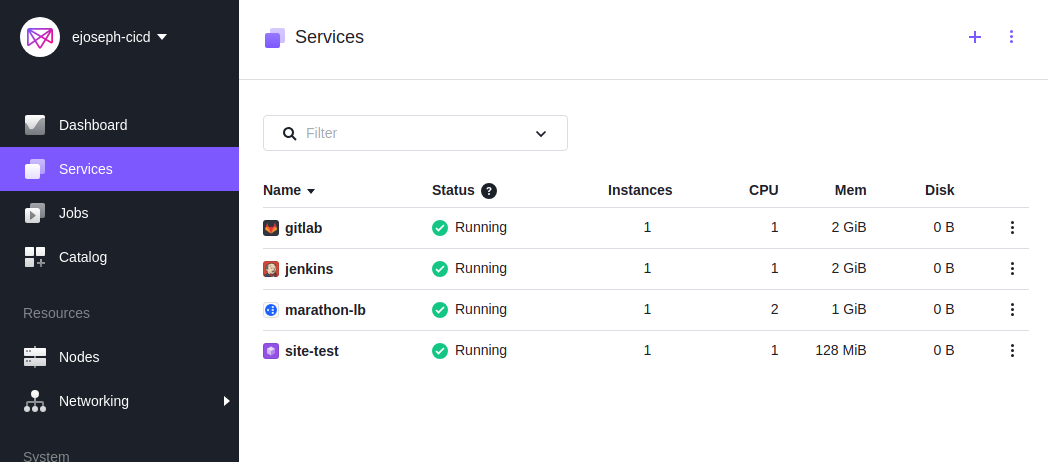 ejoseph-cicd
Services
Dashboard
Services
Jobs
Catalog
Resources
Nodes
Networking
System
Filter
Name Status ? Instances CPU Mem Disk
gitlab Running 1 1 2 GiB 0 B
jenkins Running 1 1 2 GiB 0 B
marathon-lb Running 1 2 1 GiB 0 B
site-test Running 1 1 128 MiB 0 B